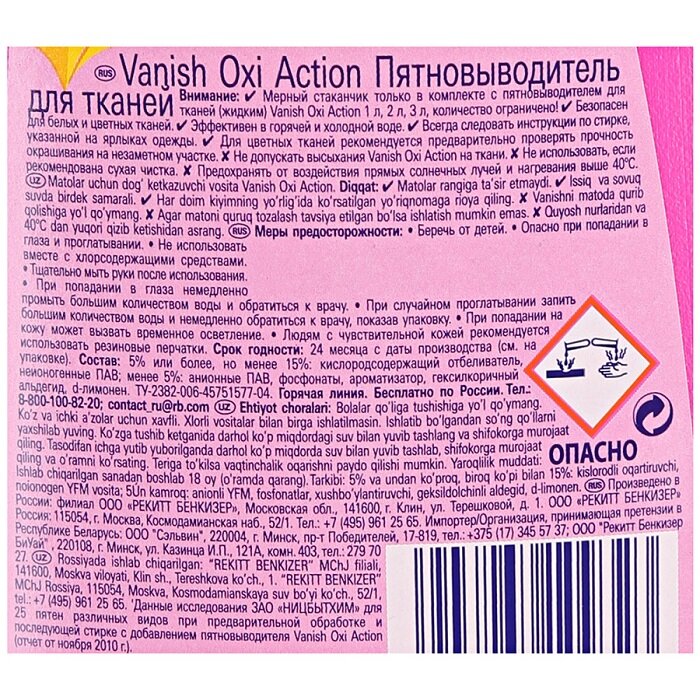 RUS Vanish Oxi Action Пятновыводитель
для тканей Внимание: ✔ Мерный стаканчик только в комплекте с пятновыводителем для
тканей (жидким) Vanish Oxi Action 1 л, 2 л, 3 л, количество ограничено! ✔ Безопасен
для белых и цветных тканей. ✔ Эффективен в горячей и холодной воде. ✔ Всегда следовать инструкции по стирке,
указанной на ярлыках одежды. ✔ Для цветных тканей рекомендуется предварительно проверять прочность
окрашивания на незаметном участке. ✘ Не допускать высыхания Vanish Oxi Action на ткани. ✘ Не использовать, если
рекомендована сухая чистка. ✘ Предохранять от воздействия прямых солнечных лучей и нагревания выше 40°C.
UZ Matolar uchun dog' ketkazuvchi vosita Vanish Oxi Action. Diqqat: ✔ Matolar rangiga ta'sir etmaydi. ✔ Issiq va sovuq
suvda birdek samarali. ✔ Har doim kiyimning yo'rlig'ida ko'rsatilgan yo'riqnomaga rioya qiling. ✘ Vanishni matoda qurib
qolishiga yo'l qo'ymang. ✘ Agar matoni quruq tozalash tavsiya etilgan bo'lsa ishlatish mumkin emas. ✘ Quyosh nurlaridan va
40°C dan yuqori qizib ketishidan asrang. RUS Меры предосторожности: • Беречь от детей. • Опасно при попадании в
глаза и проглатывании. • Не использовать
вместе с хлорсодержащими средствами.
• Тщательно мыть руки после использования.
• При попадании в глаза немедленно
промыть большим количеством воды и обратиться к врачу. • При случайном проглатывании запить
большим количеством воды и немедленно обратиться к врачу, показав упаковку. • При попадании на
кожу может вызвать временное осветление. • Людям с чувствительной кожей рекомендуется
использовать резиновые перчатки. Срок годности: 24 месяца с даты производства (см. на
упаковке). Состав: 5% или более, но менее 15%: кислородсодержащий отбеливатель,
неионогенные ПАВ; менее 5%: анионные ПАВ, фосфонаты, ароматизатор, гексилкоричный
альдегид, d-лимонен. ТУ-2382-006-45751577-04. Горячая линия. Бесплатно по России. Тел.:
8-800-100-82-20; contact_ru@rb.com UZ Ehtiyot choralari: Bolalar qo'liga tushishiga yo'l qo'ymang.
Ko'z va ichki a'zolar uchun xavfli. Xlorli vositalar bilan birga ishlatilmasin. Ishlatib bo'lgandan so'ng qo'llarni
yaxshilab yuving. Ko'zga tushib ketganida darhol ko'p miqdordagi suv bilan yuvib tashlang va shifokorga murojaat
qiling. Tasodifan ichga yutib yuborilganda darhol ko'p miqdorda suv iching va shifokorga murojaat
qiling va o'ramni ko'rsating. Teriga to'kilsa vaqtinchalik oqarishni paydo qilishi mumkin. Yaroqlilik muddati:
Ishlab chiqarilgan sanadan boshlab 18 oy (o'ramda qarang).Tarkibi: 5% va undan ko'proq, biroq ko'pi bilan 15%: kislorodli oqartiruvchi,
noionogen YFM vositasi; 5Un kamroq: anionli YFM, fosfonatlar, xushbo'ylantiruvchi, geksildolchinli aldegid, d-limonen. RUS Произведено в
России: филиал ООО «РЕКИТТ БЕНКИЗЕР», Московская обл., 141600, г. Клин, ул. Терешковой, д. 1. ООО «РЕКИТТ БЕНКИЗЕР»
Россия: 115054, г. Москва, Космодамианская наб., 52/1. Тел.: +7 (495) 961 25 65. Импортер/Организация, принимающая претензии в
Республике Беларусь: ООО "Сэльвин", 220004, г. Минск, пр-т Победителей, 17-819, тел.: +375 (17) 345 57 37; ООО "Рекитт Бенкизер
БиУай", 220108, г. Минск, ул. Казинца И.П., 121А, ком. 403, тел.: 279 70
27. UZ Rossiyada ishlab chiqarilgan: "REKITT BENKIZER" MChJ filiali,
141600, Moskva viloyati, Klin sh., Tereshkova ko'ch., 1. "REKITT BENKIZER"
MChJ Rossiya, 115054, Moskva, Kosmodamianskaya suv bo'yi ko'ch., 52/1,
tel.: +7 (495) 961 25 65. 'Данные исследования ЗАО «НИЦБЫТХИМ» для
25 пятен различных видов при предварительной обработке и
последующей стирке с добавлением пятновыводителя Vanish Oxi Action
(отчет от ноября 2010 г.).
ОПАСНО